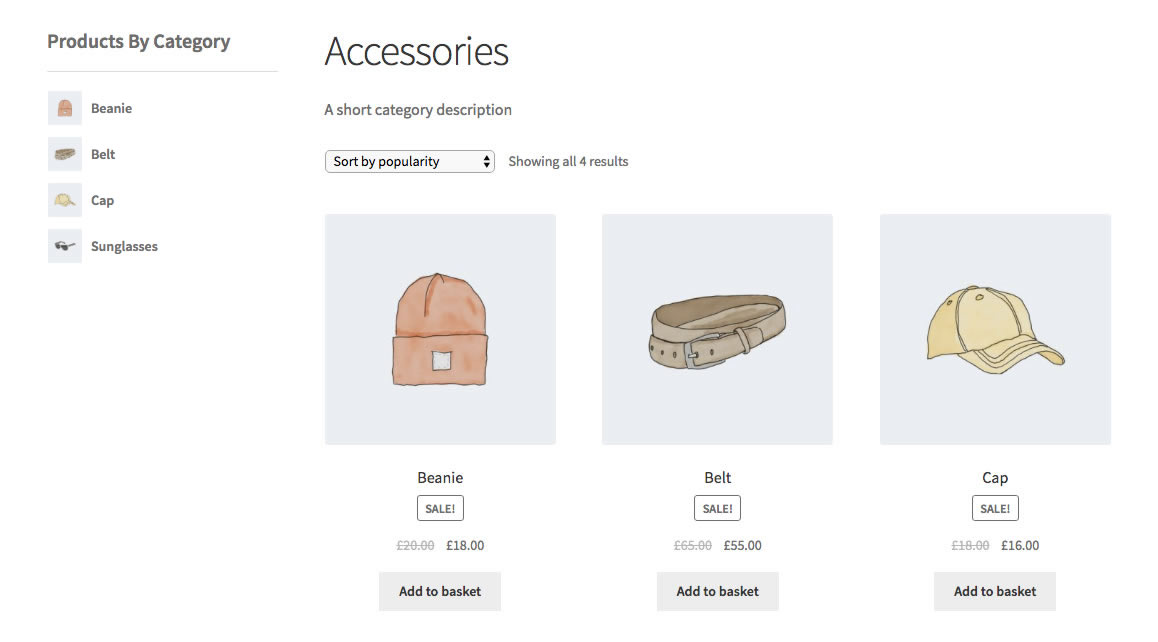 Products By Category
Beanie
Belt
Cap
Sunglasses
Accessories
A short category description
Sort by popularity
Showing all 4 results
Beanie
SALE!
£20.00 £18.00
Add to basket
Belt
SALE!
£65.00 £55.00
Add to basket
Cap
SALE!
£18.00 £16.00
Add to basket